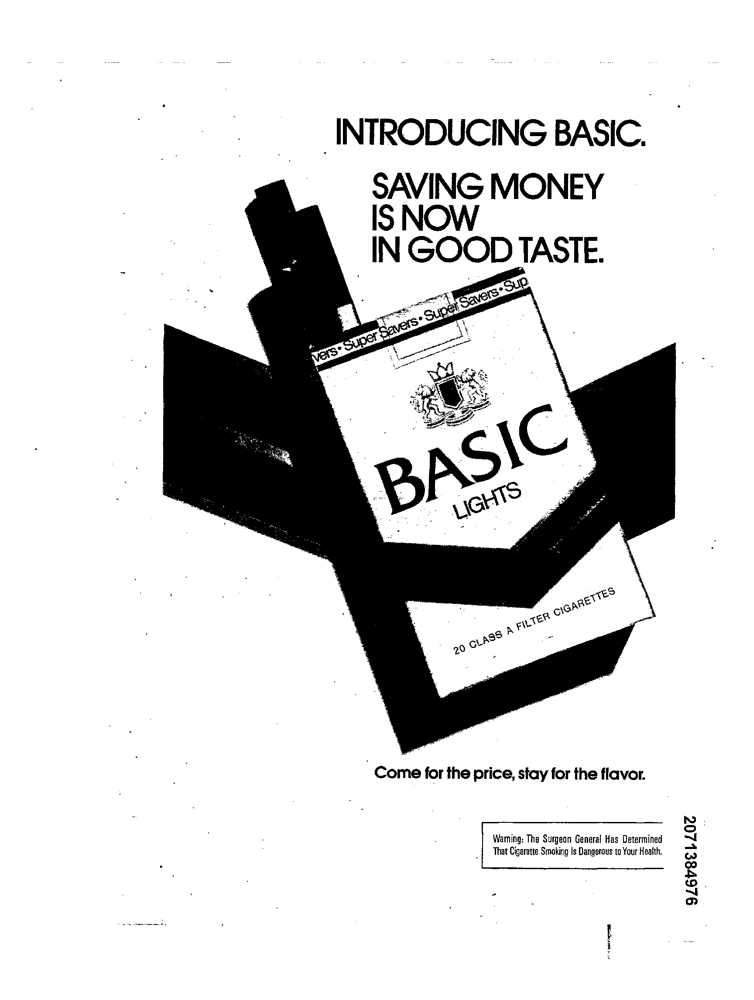 INTRODUCING BASIC.
SAVING MONEY
IS NOW
IN GOOD TASTE.
vers • Super Savers • Super Savers • Sup
BASIC
LIGHTS
20 CLASS A FILTER CIGARETTES
Come for the price, stay for the flavor.
Warning: The Surgeon General Has Determined
That Cigarette Smoking Is Dangerous to Your Health.
2071384976